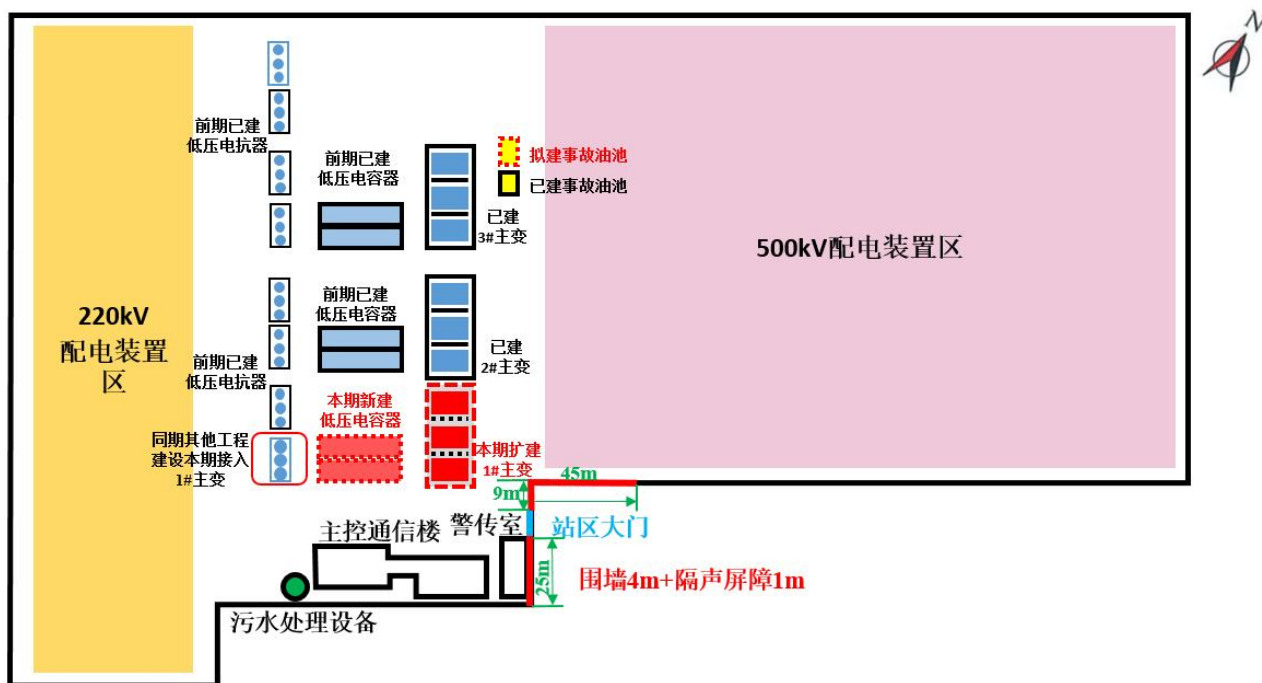 N
前期已建
低压电抗器
前期已建
低压电容器
拟建事故油池
已建事故油池
已建
3#主变
500kV配电装置区
220kV
配电装置
区
前期已建
低压电容器
已建
2#主变
前期已建
低压电抗器
本期新建
低压电容器
同期其他工程
建设本期接入
1#主变
本期扩建
1#主变
45m
9m
主控通信楼
警传室
站区大门
25m
围墙4m+隔声屏障1m
污水处理设备